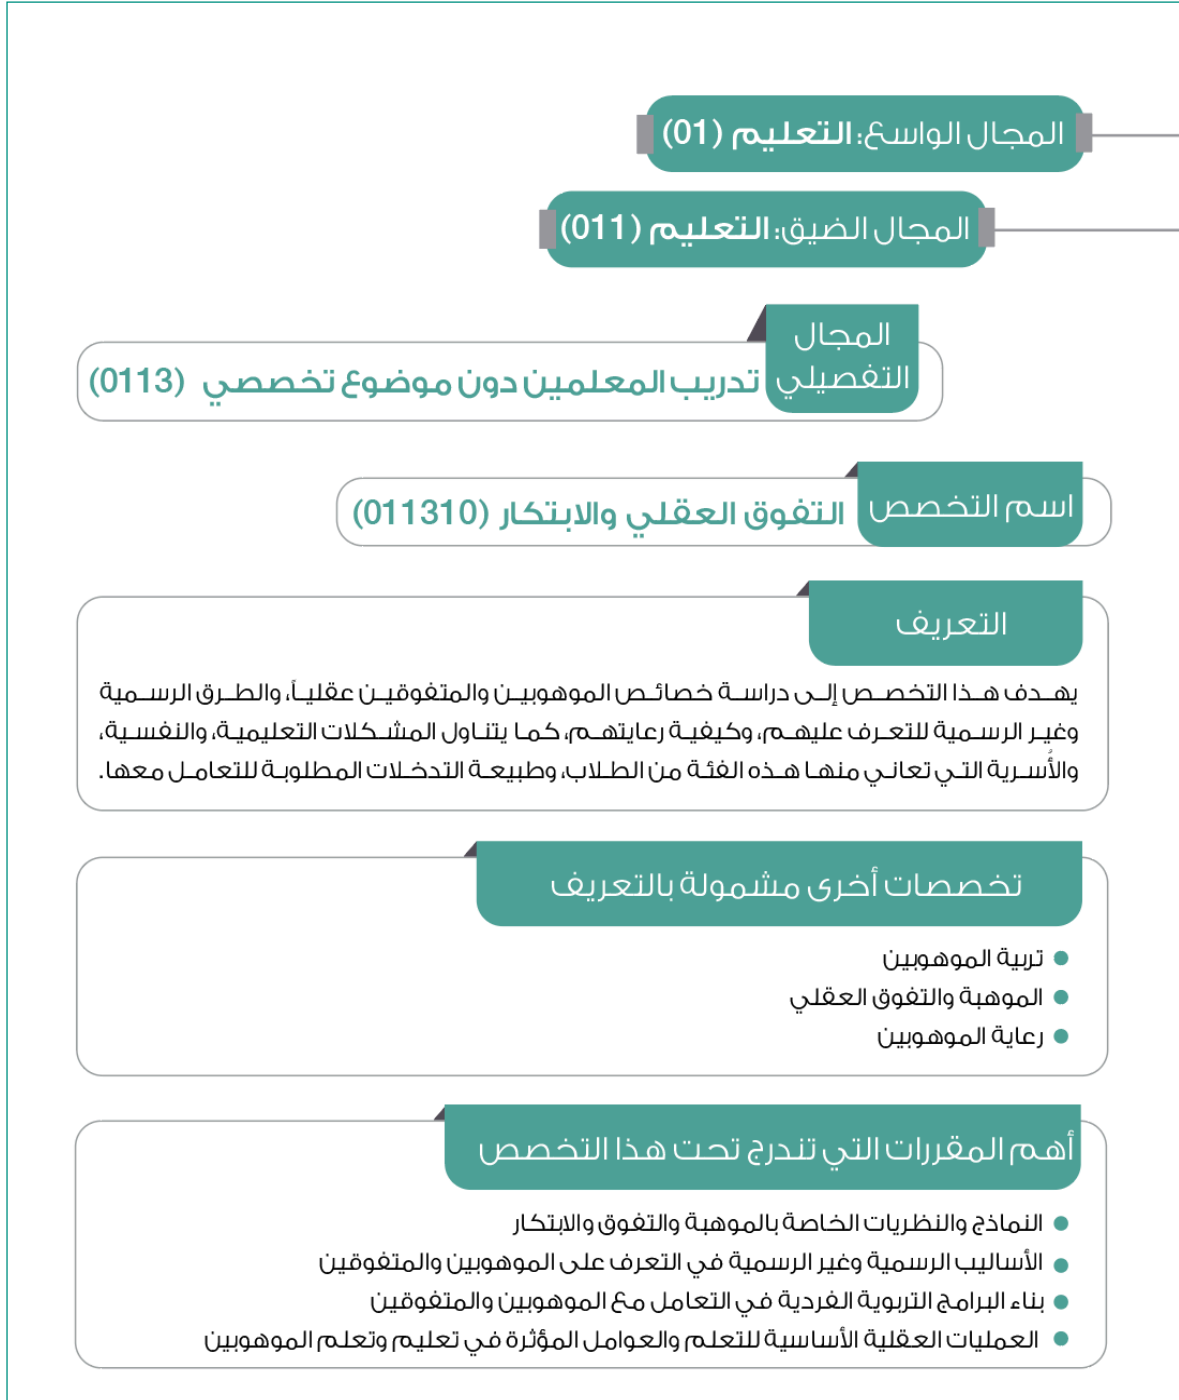 المجال الواسع: التعليم (01)
المجال الضيق: التعليم (011)
المجال
التفصيلي
تدريب المعلمين دون موضوع تخصصي (0113)
اسم التخصص
التفوق العقلي والابتكار (011310)
التعريف
يهدف هذا التخصص إلى دراسة خصائص الموهوبين والمتفوقين عقلياً، والطرق الرسمية
وغير الرسمية للتعرف عليهم، وكيفية رعايتهم، كما يتناول المشكلات التعليمية، والنفسية،
والأُسرية التي تعاني منها هذه الفئة من الطلاب، وطبيعة التدخلات المطلوبة للتعامل معها.
تخصصات أخرى مشمولة بالتعريف
● تربية الموهوبين
● الموهبة والتفوق العقلي
● رعاية الموهوبين
أهم المقررات التي تندرج تحت هذا التخصص
● النماذج والنظريات الخاصة بالموهبة والتفوق والابتكار
● الأساليب الرسمية وغير الرسمية في التعرف على الموهوبين والمتفوقين
● بناء البرامج التربوية الفردية في التعامل مع الموهوبين والمتفوقين
● العمليات العقلية الأساسية للتعلم والعوامل المؤثرة في تعليم وتعلم الموهوبين